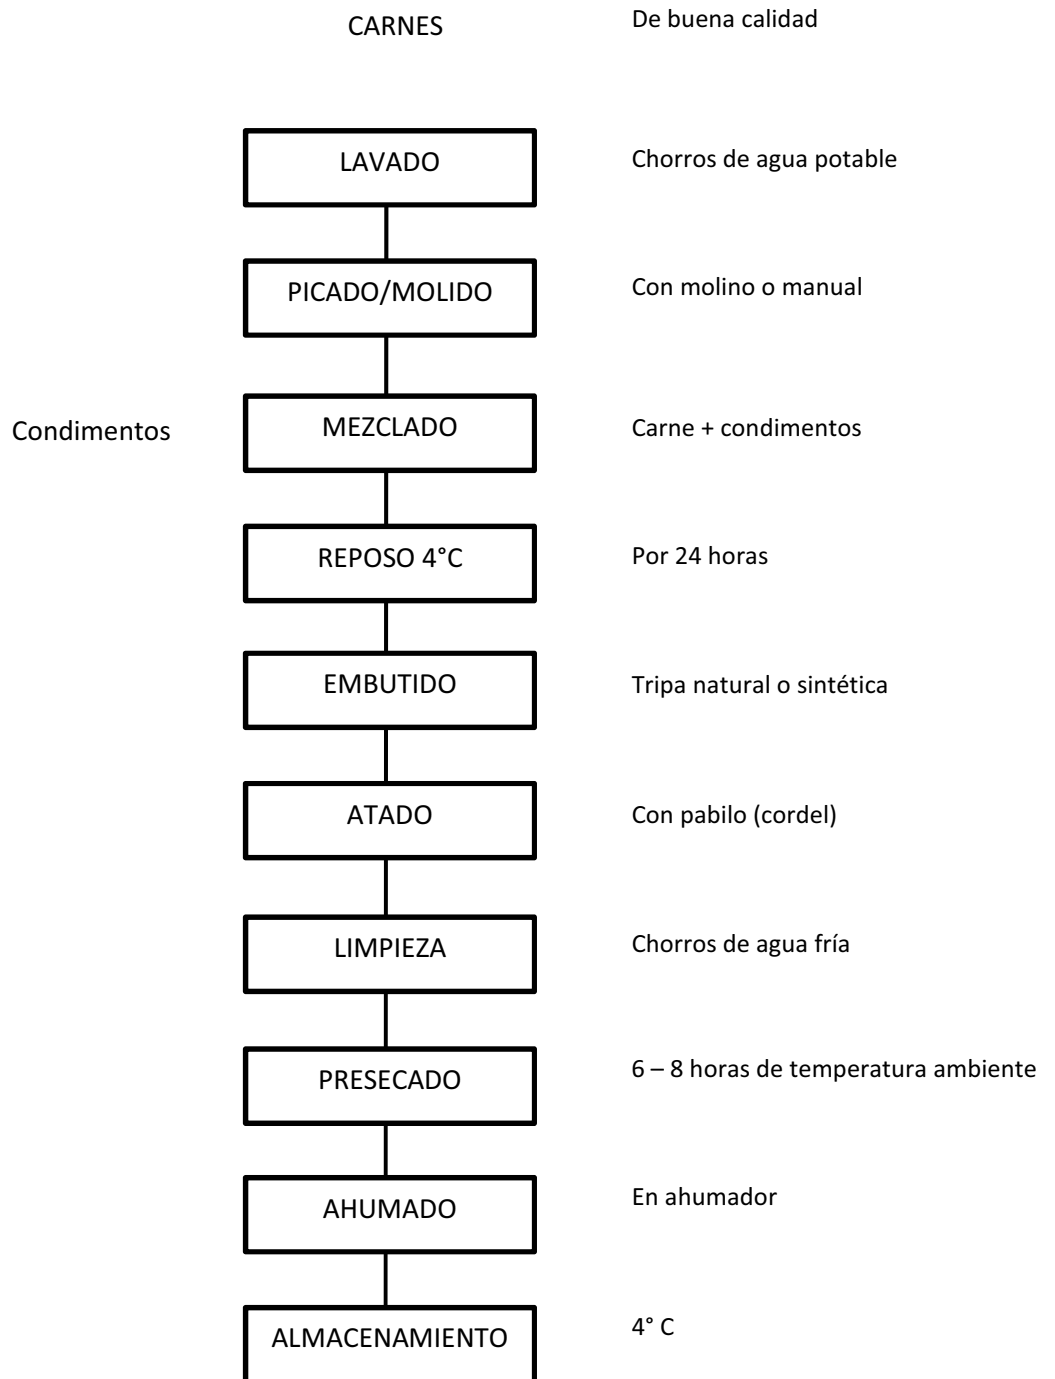 CARNES
De buena calidad
LAVADO
Chorros de agua potable
PICADO/MOLIDO
Con molino o manual
Condimentos
MEZCLADO
Carne + condimentos
REPOSO 4°C
Por 24 horas
EMBUTIDO
Tripa natural o sintética
ATADO
Con pabilo (cordel)
LIMPIEZA
Chorros de agua fría
PRESECADO
6 – 8 horas de temperatura ambiente
AHUMADO
En ahumador
ALMACENAMIENTO
4° C